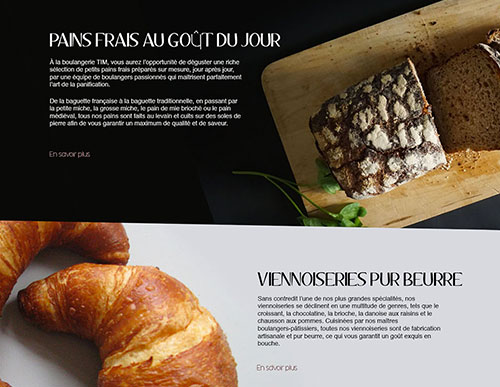 PAINS FRAIS AU GOÛT DU JOUR
À la boulangerie TIM, vous aurez l'opportunité de déguster une riche
sélection de petits pains frais préparés sur mesure, jour après jour,
par une équipe de boulangers passionnés qui maitrisent parfaitement
l'art de la panification.
De la baguette française à la baguette traditionnelle, en passant par
la petite miche, la grosse miche, le pain de mie brioché ou le pain
médiéval, tous nos pains sont faits au levain et cuits sur des soles de
pierre afin de vous garantir un maximum de qualité et de saveur.
En savoir plus
VIENNOISERIES PUR BEURRE
Sans contredit l'une de nos plus grandes spécialités, nos
viennoiseries se déclinent en une multitude de genres, tels que le
croissant, la chocolatine, la brioche, la danoise aux raisins et le
chausson aux pommes. Cuisinées par nos maîtres
boulangers-pâtissiers, toutes nos viennoiseries sont de fabrication
artisanale et pur beurre, ce qui vous garantit un goût exquis en
bouche.
En savoir plus